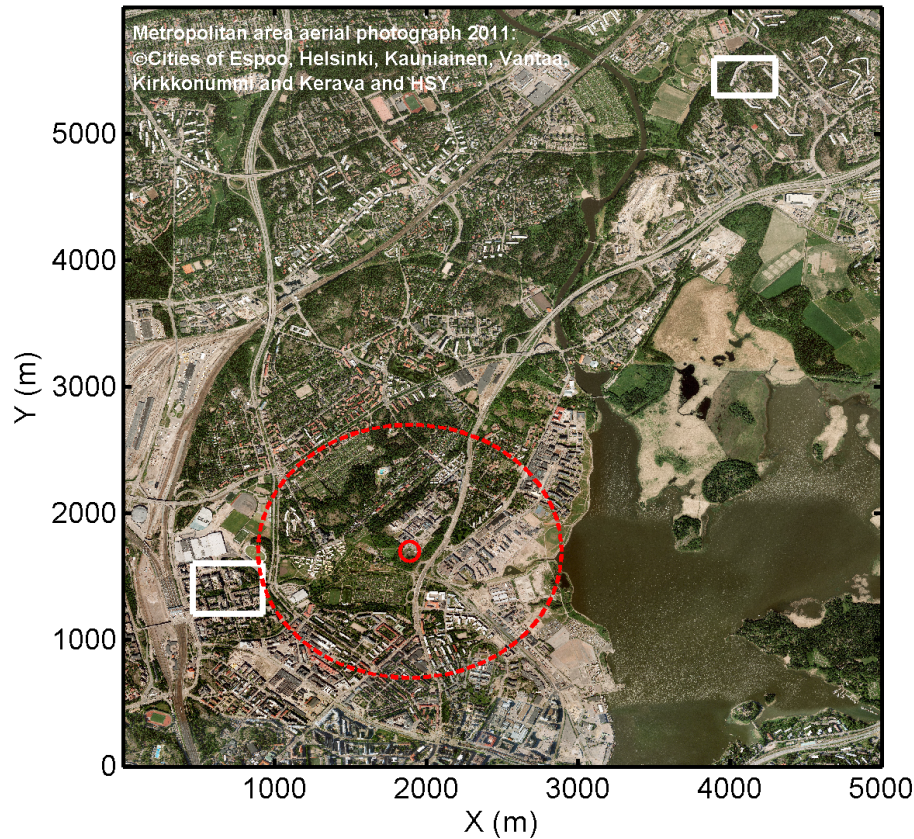 Metropolitan area aerial photograph 2011:
©Cities of Espoo, Helsinki, Kauniainen, Vantaa,
Kirkkonummi and Kerava and HSY
5000
4000
3000
2000
1000
0
Y (m)
1000
2000
3000
4000
5000
X (m)